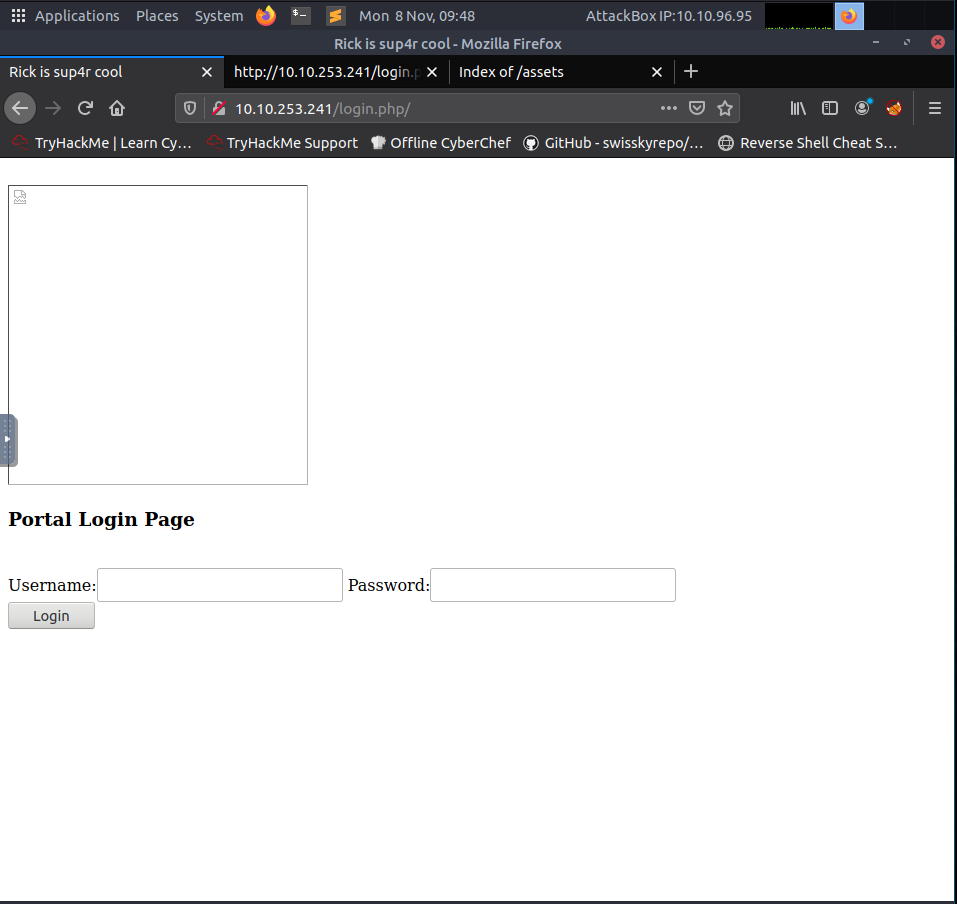 Applications Places System Mon 8 Nov, 09:48 AttackBox IP:10.10.96.95
Rick is sup4r cool - Mozilla Firefox
Rick is sup4r cool http://10.10.253.241/login.p Index of /assets
10.10.253.241/login.php/
TryHackMe | Learn Cy… TryHackMe Support Offline CyberChef GitHub - swisskyrepo/… Reverse Shell Cheat S…
Portal Login Page
Username: Password:
Login